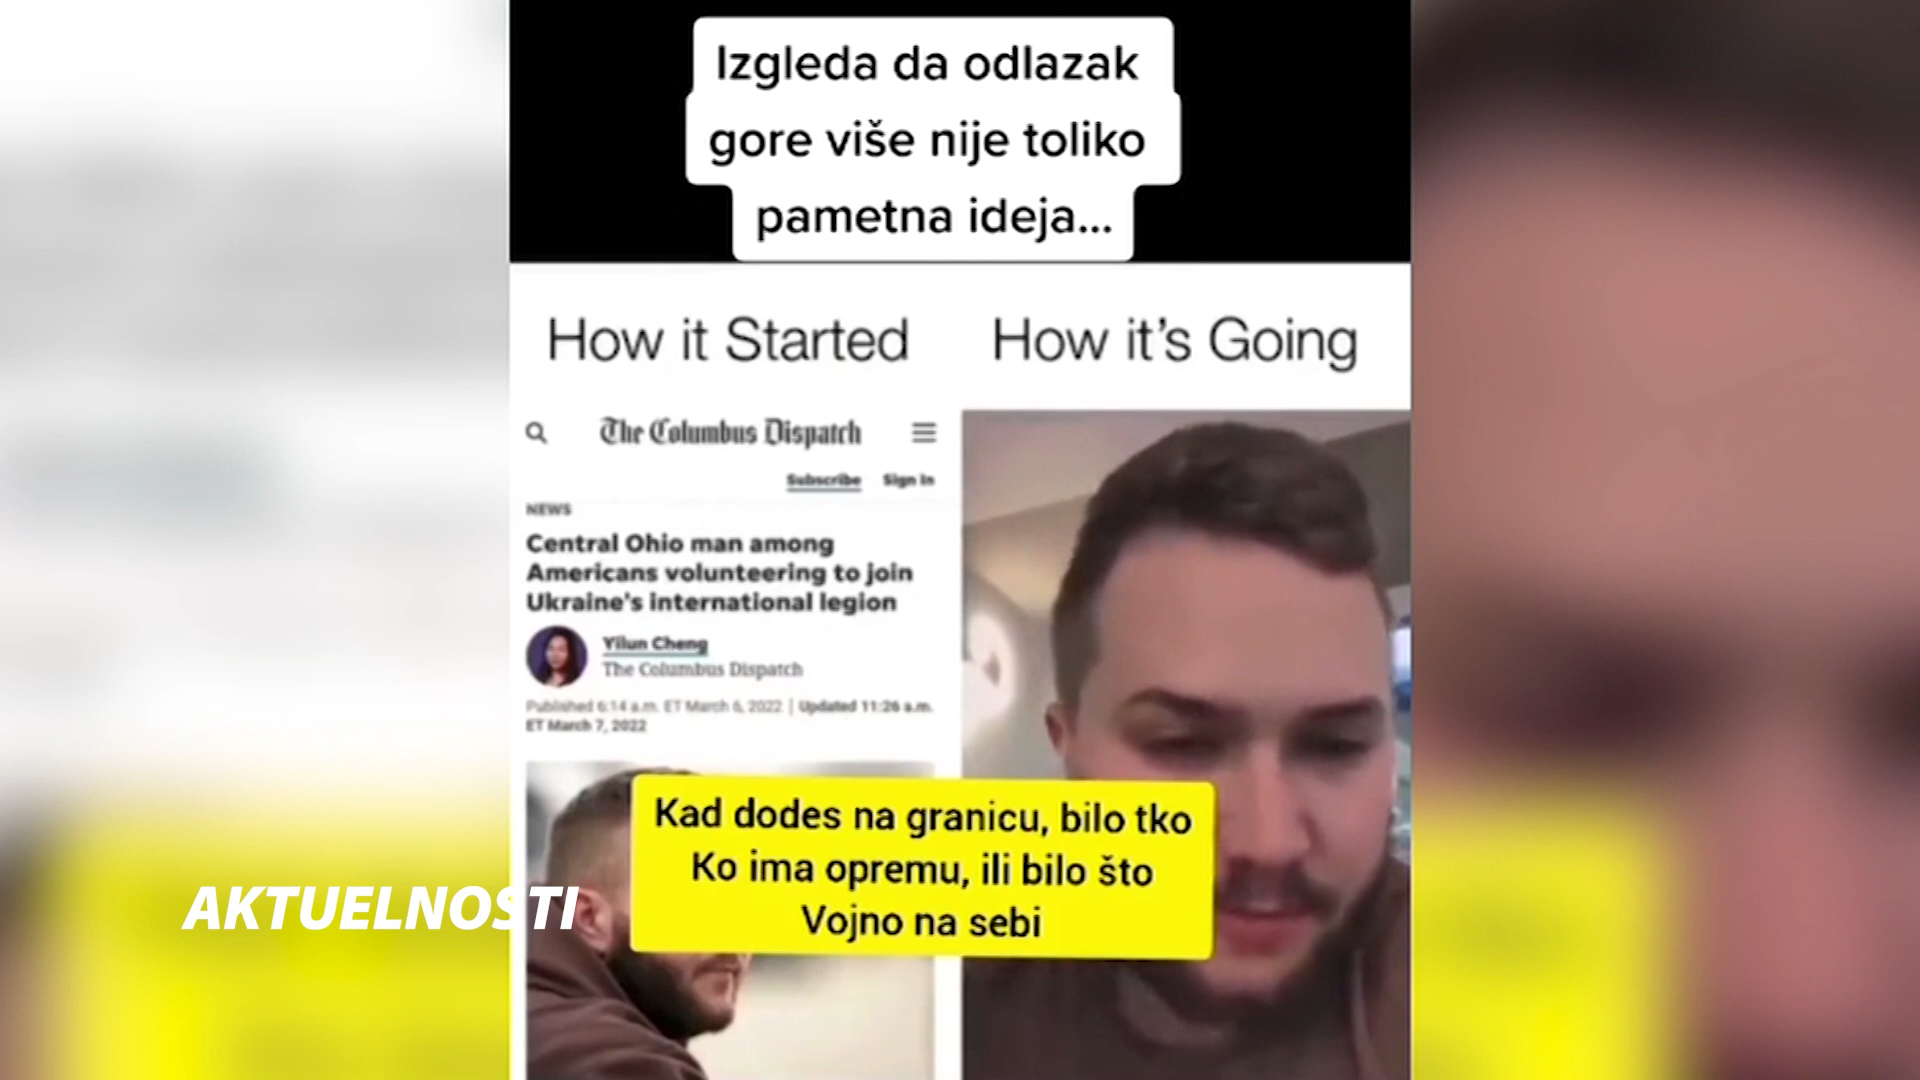 Izgleda da odlazak
gore više nije toliko
pametna ideja...
How it Started
How it's Going
The Columbus Dispatch
Subscribe Sign In
NEWS
Central Ohio man among
Americans volunteering to join
Ukraine's international legion
Yilun Cheng
The Columbus Dispatch
Published 6:14 a.m. ET March 6, 2022 | Updated 11:26 a.m.
ET March 7, 2022
Kad dodes na granicu, bilo tko
Ko ima opremu, ili bilo što
Vojno na sebi
AKTUELNOSTI